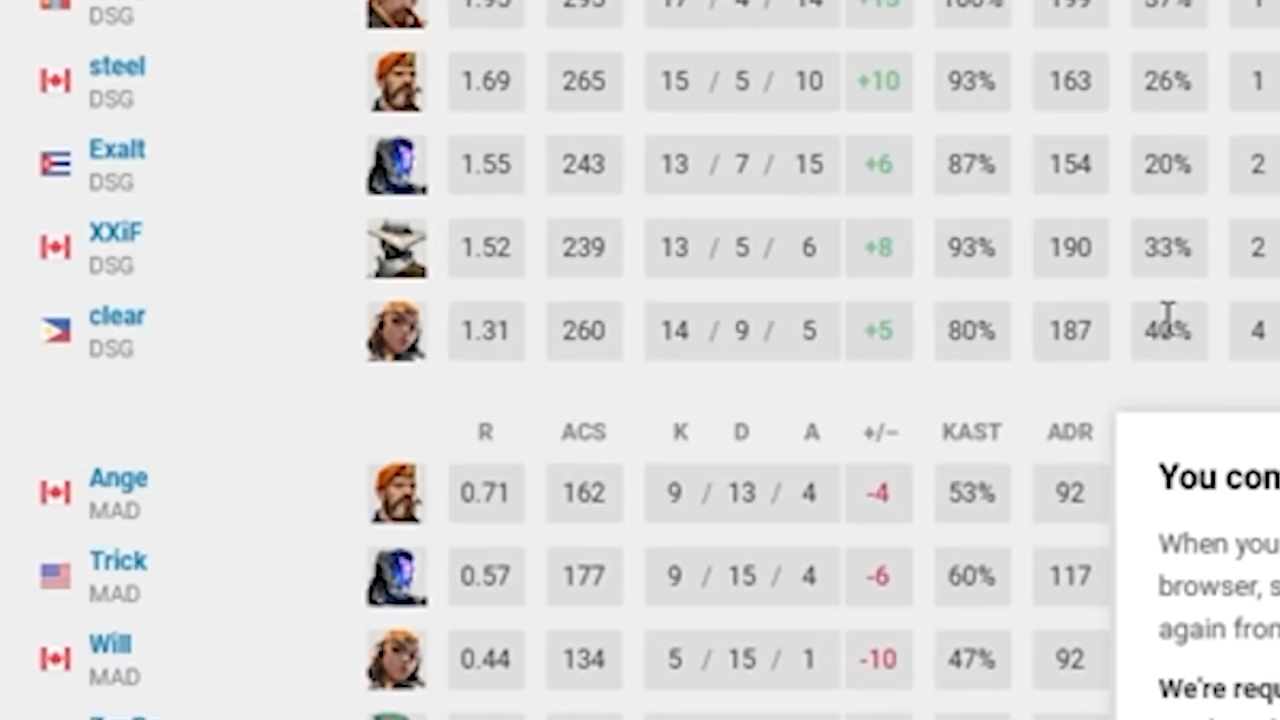 DSG
steel 1.69 265 15 / 5 / 10 +10 93% 163 26% 1
DSG
Exalt 1.55 243 13 / 7 / 15 +6 87% 154 20% 2
DSG
XXiF 1.52 239 13 / 5 / 6 +8 93% 190 33% 2
DSG
clear 1.31 260 14 / 9 / 5 +5 80% 187 4
DSG
R ACS K D A +/- KAST ADR
Ange 0.71 162 9 / 13 / 4 -4 53% 92
MAD
Trick 0.57 177 9 / 15 / 4 -6 60% 117
MAD
Will 0.44 134 5 / 15 / 1 -10 47% 92
MAD
You con
When you
browser, s
again from
We're requ